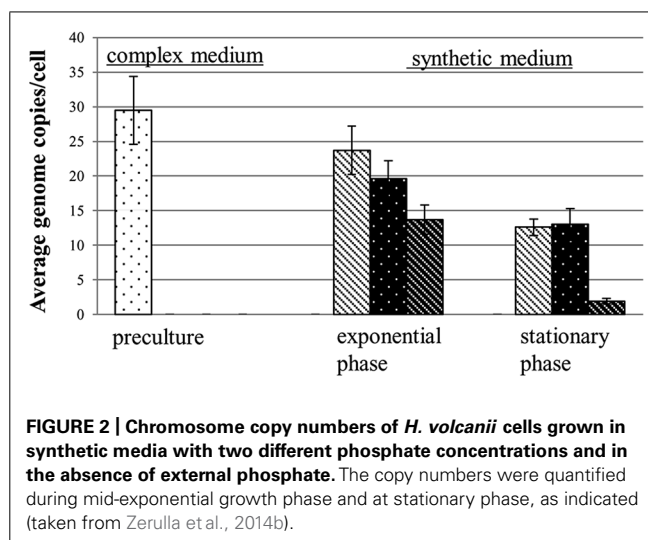 40
complex medium
synthetic medium
35
30
25
20
15
10
5
0
Average genome copies/cell
preculture
exponential
phase
stationary
phase
FIGURE 2 | Chromosome copy numbers of H. volcanii cells grown in
synthetic media with two different phosphate concentrations and in
the absence of external phosphate. The copy numbers were quantified
during mid-exponential growth phase and at stationary phase, as indicated
(taken from Zerulla et al., 2014b).